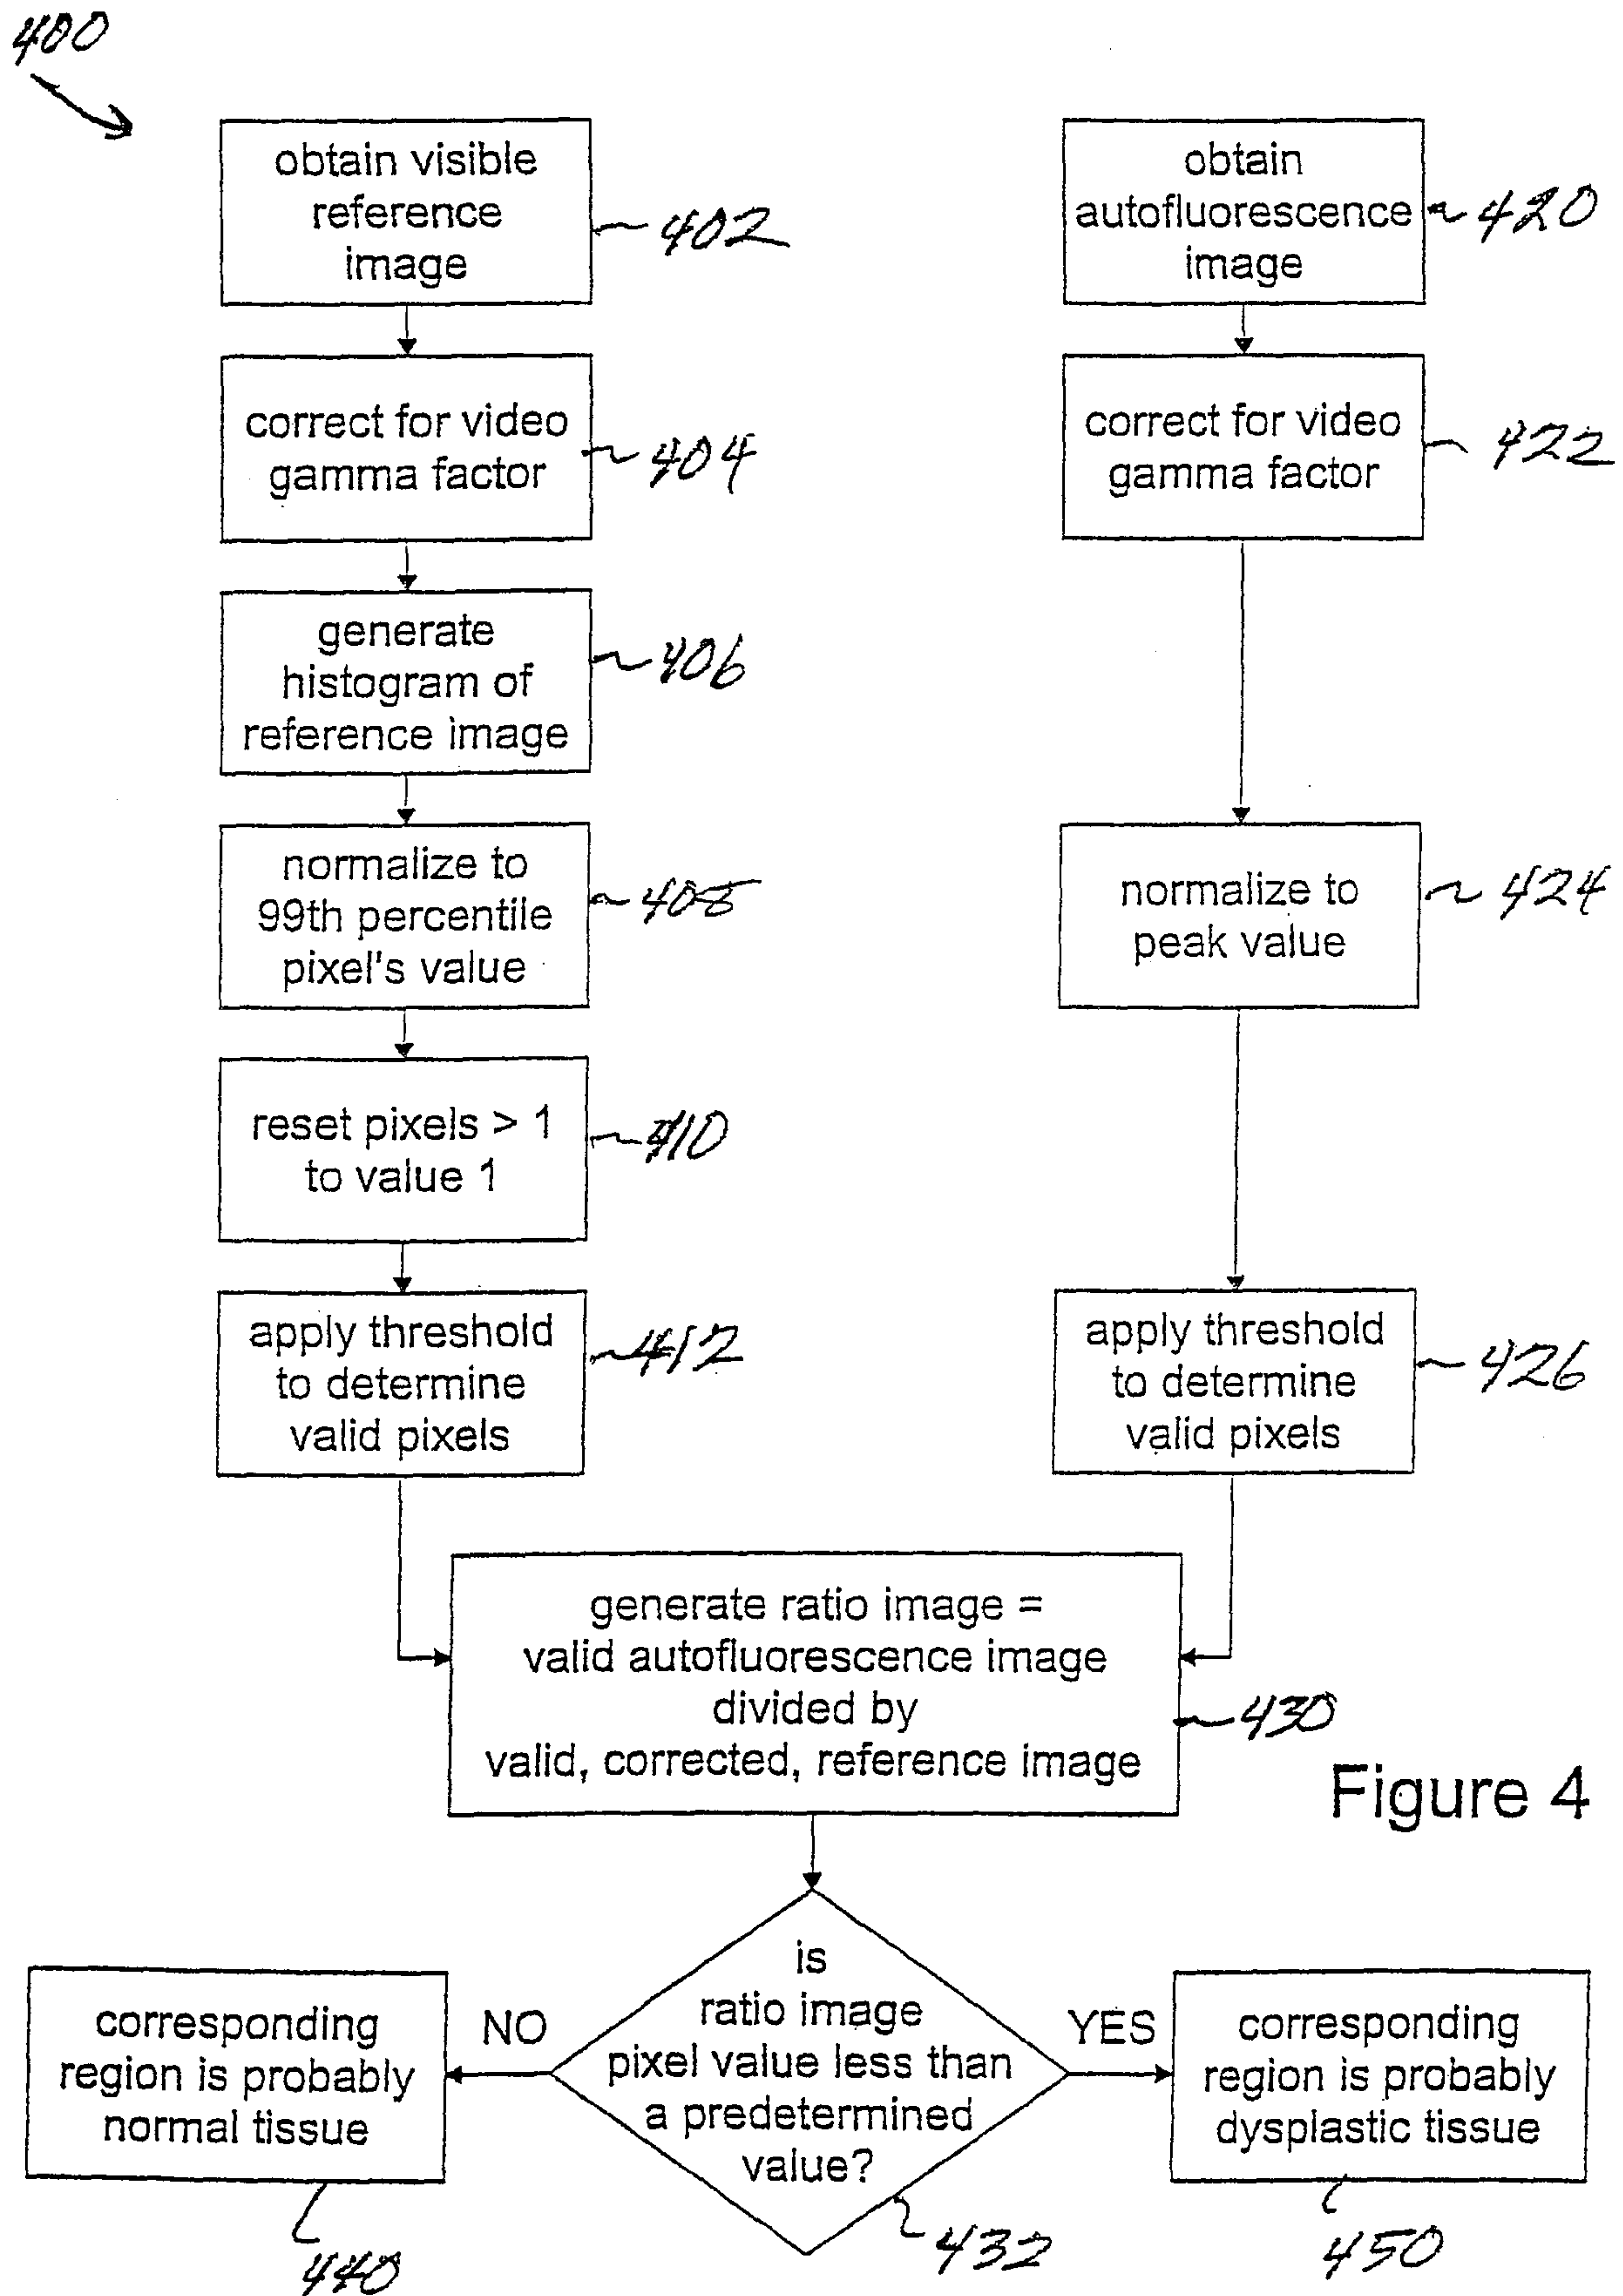 400
obtain visible
reference
image
402
correct for video
gamma factor
404
generate
histogram of
reference image
406
normalize to
99th percentile
pixel's value
408
reset pixels > 1
to value 1
410
apply threshold
to determine
valid pixels
412
obtain
autofluorescence
image
420
correct for video
gamma factor
422
normalize to
peak value
424
apply threshold
to determine
valid pixels
426
generate ratio image =
valid autofluorescence image
divided by
valid, corrected, reference image
430
Figure 4
is
ratio image
pixel value less than
a predetermined
value?
432
NO
corresponding
region is probably
normal tissue
440
YES
corresponding
region is probably
dysplastic tissue
450